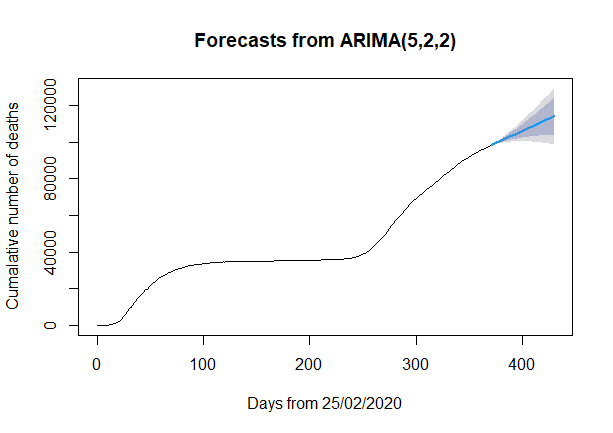 Forecasts from ARIMA(5,2,2)
Cumalative number of deaths
120000
80000
40000
0
0 100 200 300 400
Days from 25/02/2020